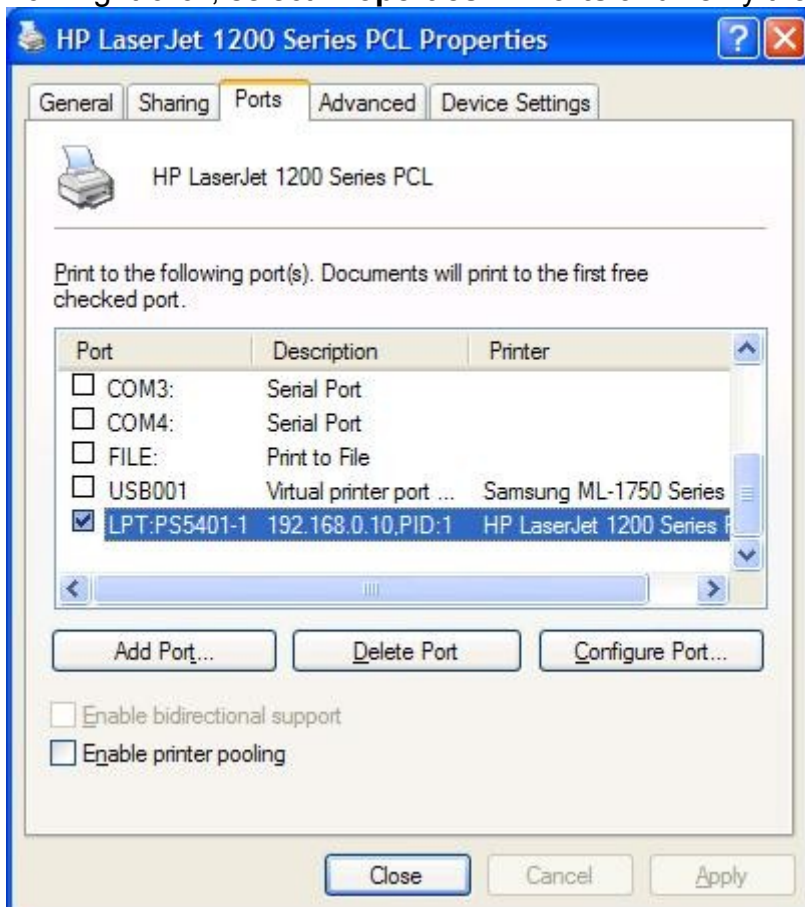 HP LaserJet 1200 Series PCL Properties
General Sharing Ports Advanced Device Settings
HP LaserJet 1200 Series PCL
Print to the following port(s). Documents will print to the first free
checked port.
Port Description Printer
COM3: Serial Port
COM4: Serial Port
FILE: Print to File
USB001 Virtual printer port ... Samsung ML-1750 Series
LPT:PS5401-1 192.168.0.10,PID:1 HP LaserJet 1200 Series
Add Port... Delete Port Configure Port...
Enable bidirectional support
Enable printer pooling
Close Cancel Apply